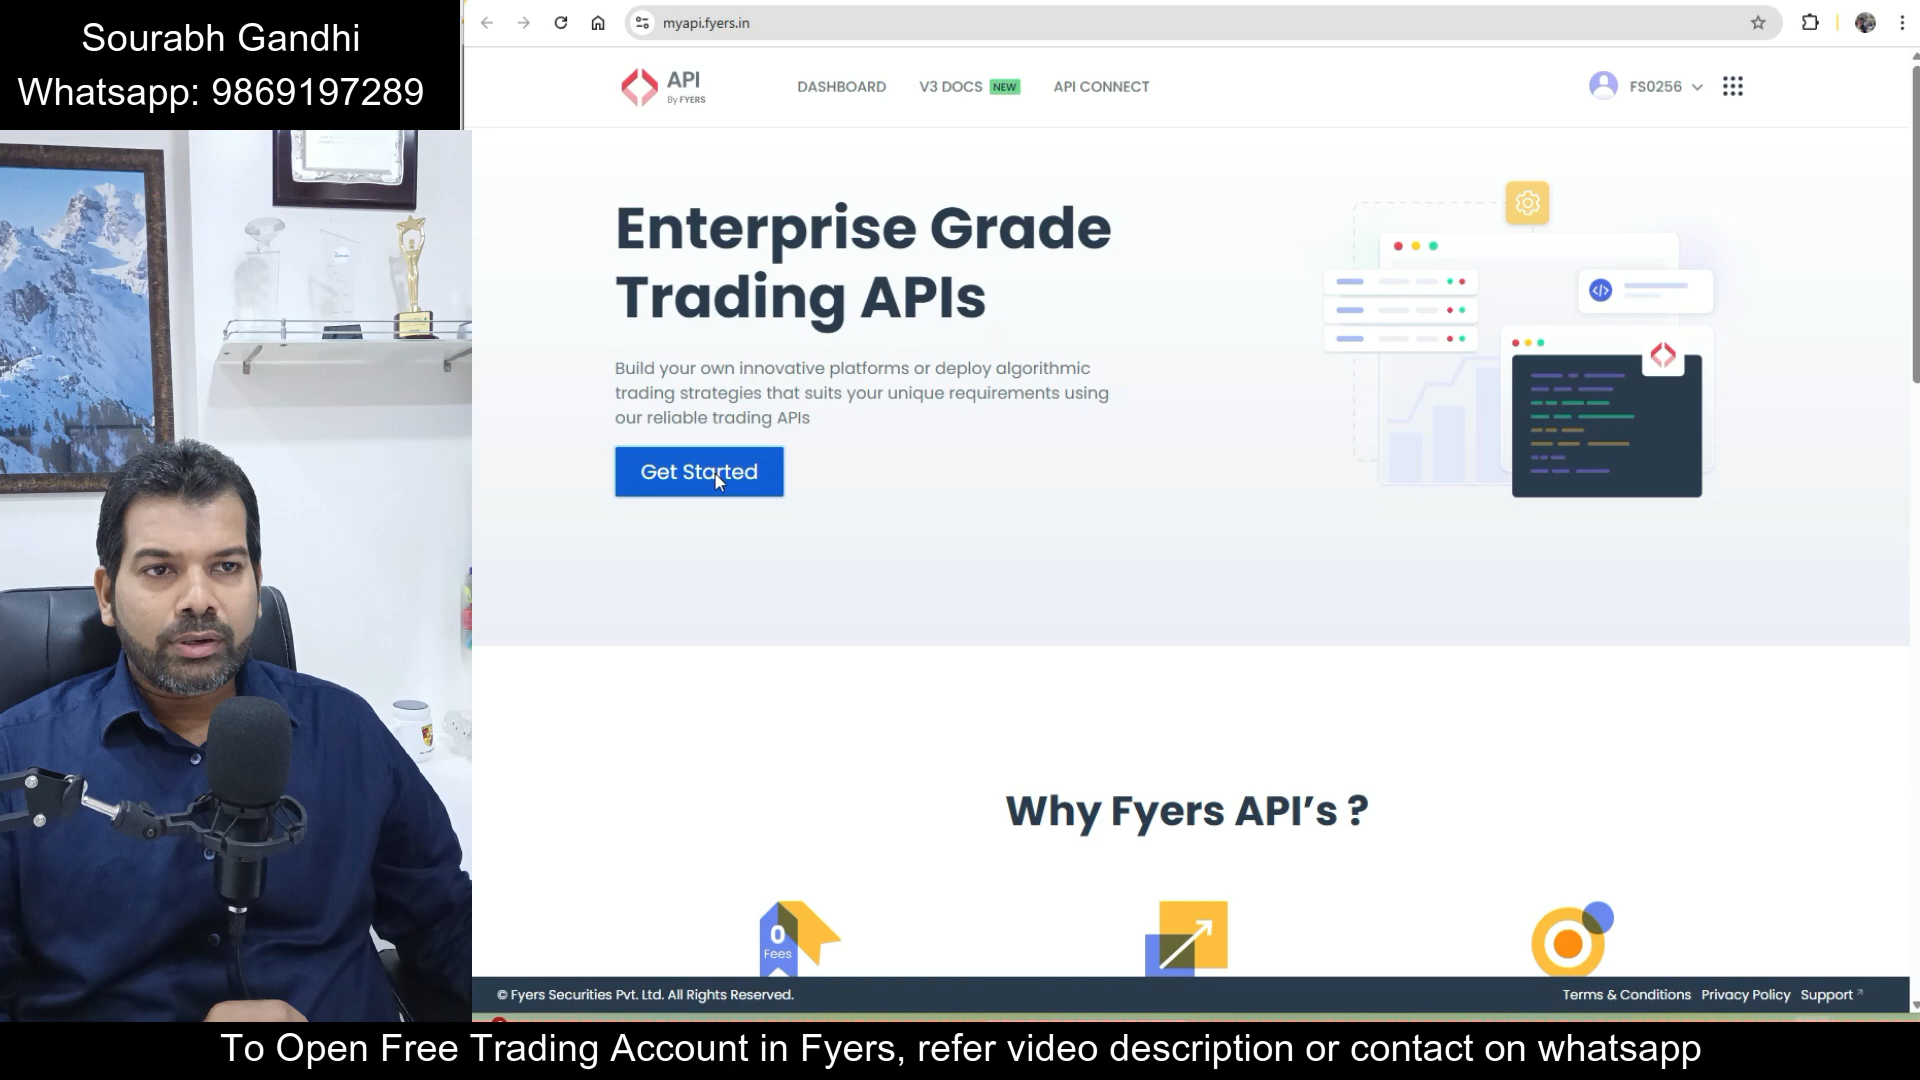 Sourabh Gandhi
Whatsapp: 9869197289
myapi.fyers.in
API
By FYERS
DASHBOARD
V3 DOCS NEW
API CONNECT
FS0256
Enterprise Grade
Trading APIs
Build your own innovative platforms or deploy algorithmic
trading strategies that suits your unique requirements using
our reliable trading APIs
Get Started
Why Fyers API’s ?
0
Fees
© Fyers Securities Pvt. Ltd. All Rights Reserved.
Terms & Conditions Privacy Policy Support
To Open Free Trading Account in Fyers, refer video description or contact on whatsapp